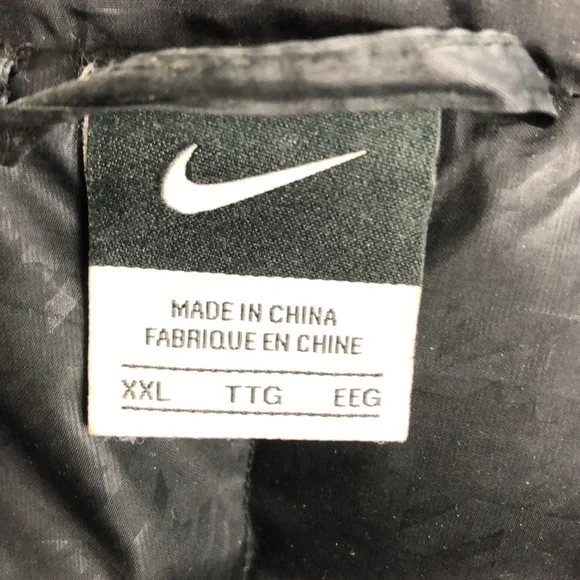 MADE IN CHINA
FABRIQUE EN CHINE
XXL TTG EEG